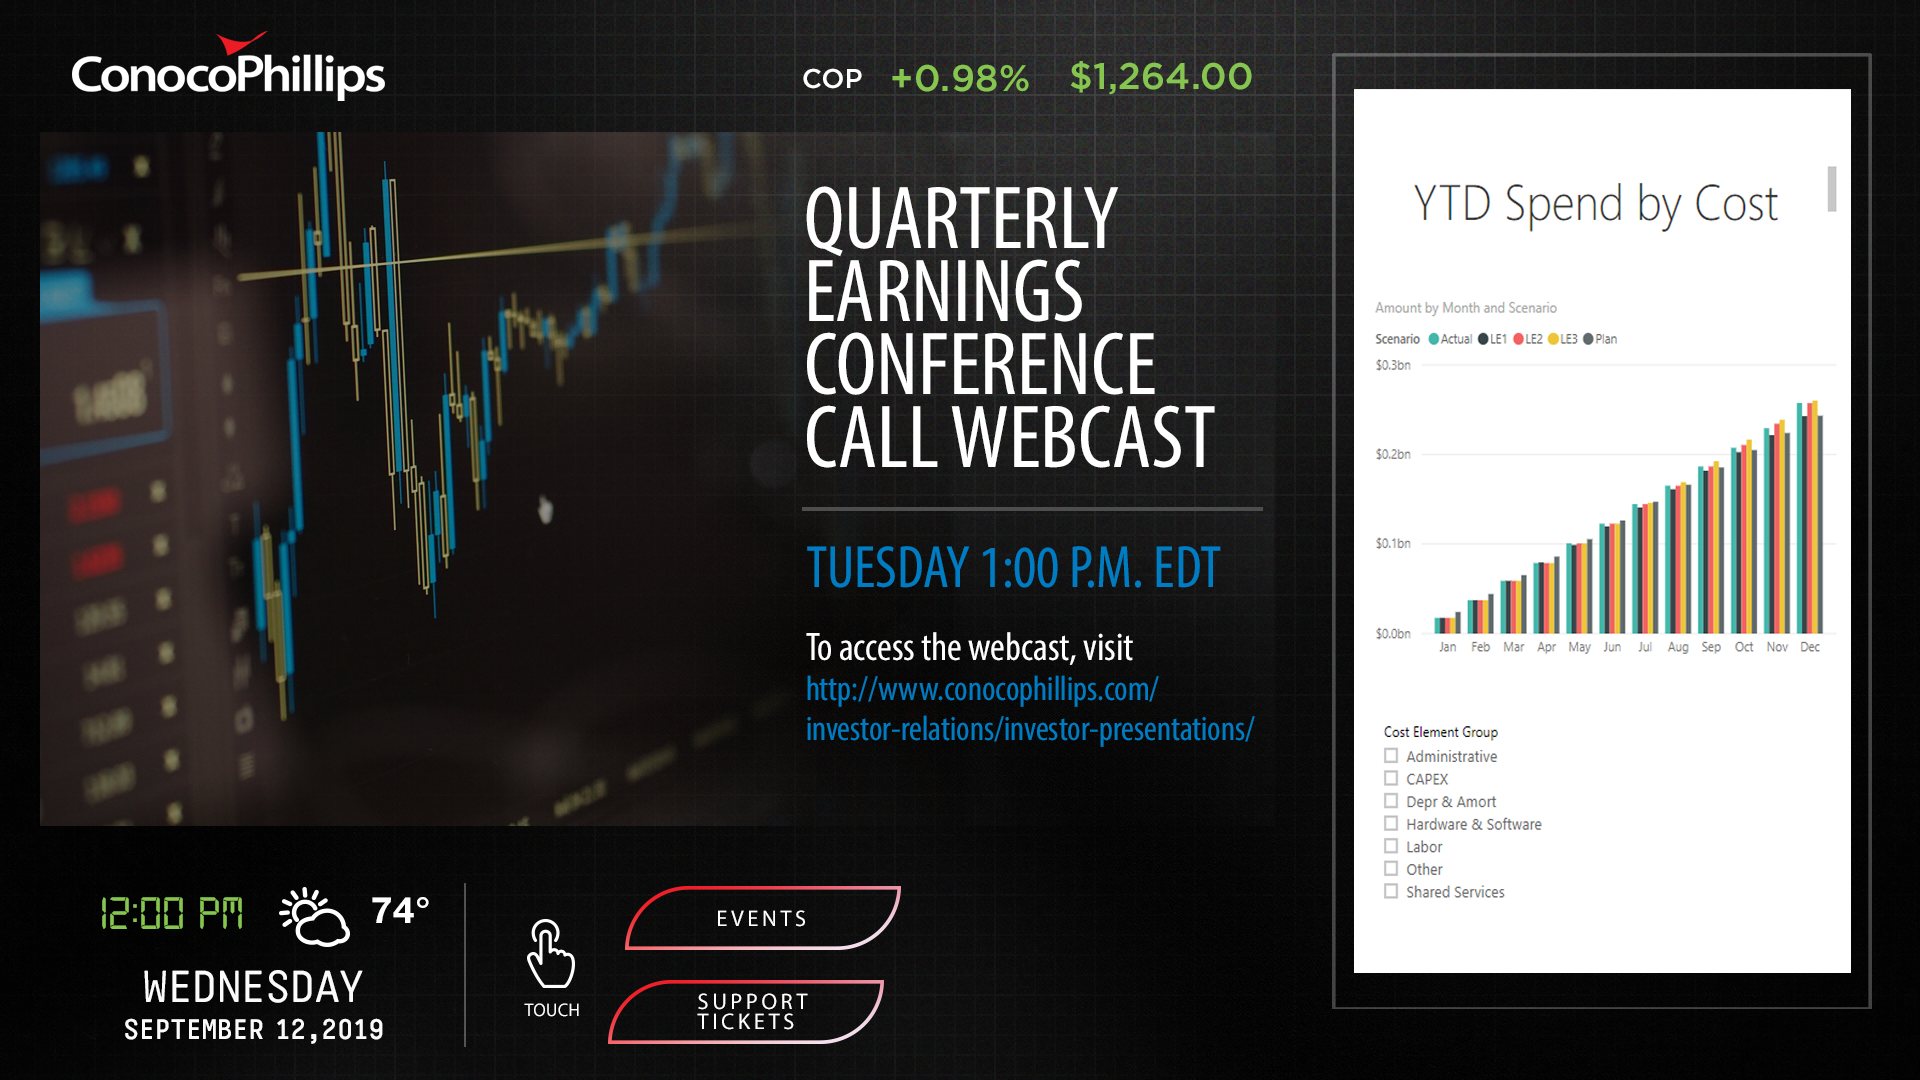 ConocoPhillips
COP +0.98% $1,264.00
QUARTERLY
EARNINGS
CONFERENCE
CALL WEBCAST
TUESDAY 1:00 P.M. EDT
To access the webcast, visit
http://www.conocophillips.com/
investor-relations/investor-presentations/
12:00 PM 74°
WEDNESDAY
SEPTEMBER 12,2019
TOUCH
EVENTS
SUPPORT
TICKETS
YTD Spend by Cost
Amount by Month and Scenario
Scenario Actual LE1 LE2 LE3 Plan
$0.3bn
$0.2bn
$0.1bn
$0.0bn
Jan Feb Mar Apr May Jun Jul Aug Sep Oct Nov Dec
Cost Element Group
Administrative
CAPEX
Depr & Amort
Hardware & Software
Labor
Other
Shared Services